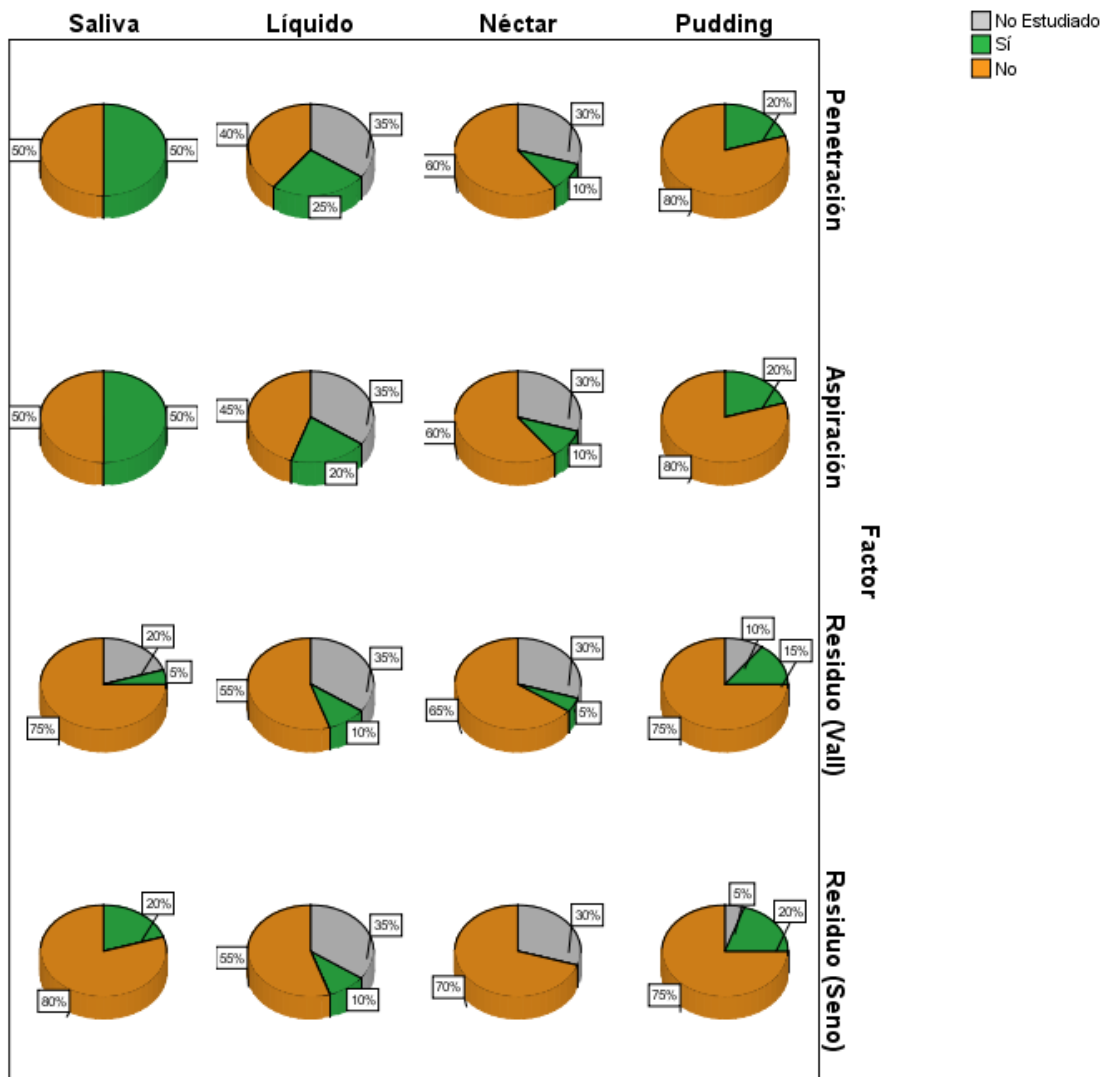 Saliva Líquido Néctar Pudding
No Estudiado
Sí
No
Penetración
50% 50%
40% 35% 25%
60% 30% 10%
20% 80%
Aspiración
50% 50%
45% 35% 20%
60% 30% 10%
20% 80%
Factor
Residuo (Vall)
20% 5% 75%
35% 55% 10%
30% 65% 5%
10% 15% 75%
Residuo (Seno)
20% 80%
35% 55% 10%
30% 70%
5% 20% 75%